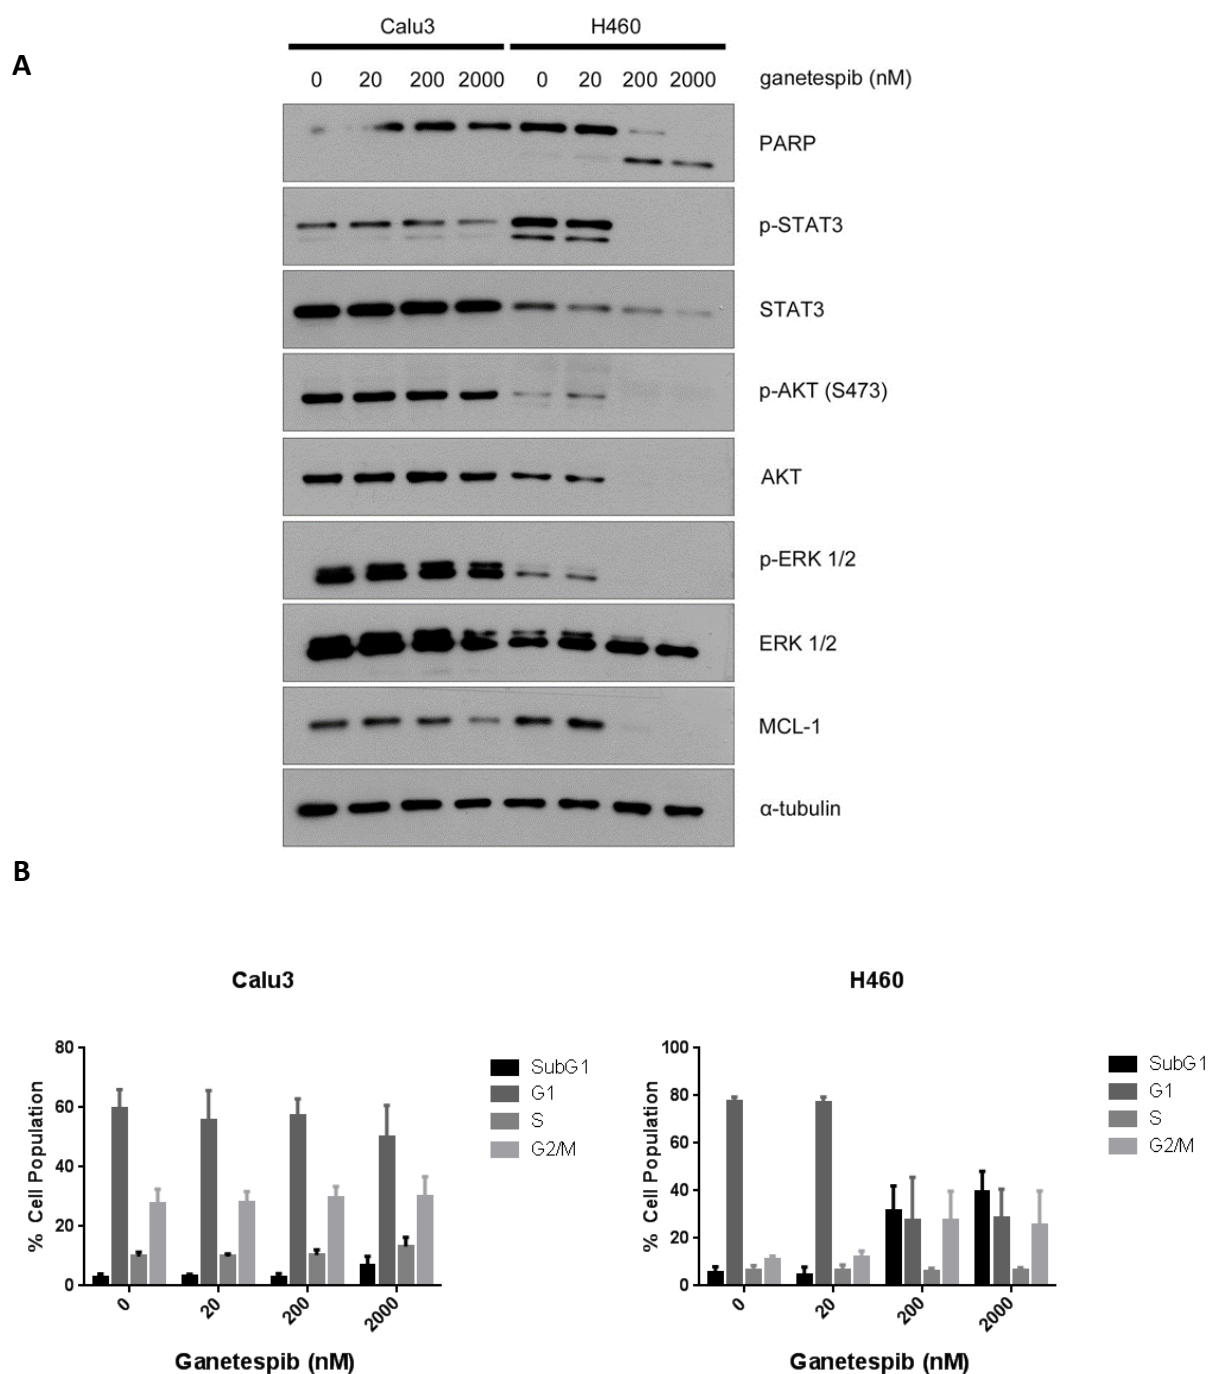 Calu3 H460
A
0 20 200 2000 0 20 200 2000 ganetespib (nM)
PARP
p-STAT3
STAT3
p-AKT (S473)
AKT
p-ERK 1/2
ERK 1/2
MCL-1
α-tubulin
B
Calu3
80
60
40
20
0
% Cell Population
0 20 200 2000
Ganetespib (nM)
SubG1
G1
S
G2/M
H460
100
80
60
40
20
0
% Cell Population
0 20 200 2000
Ganetespib (nM)
SubG1
G1
S
G2/M